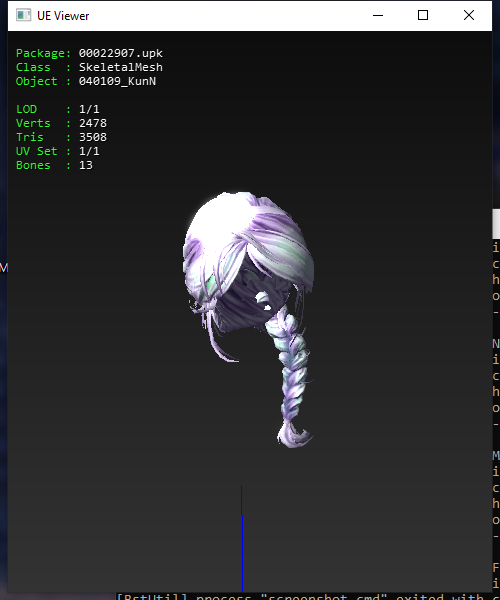 UE Viewer
Package: 00022907.upk
Class : SkeletalMesh
Object : 040109_KunN
LOD : 1/1
Verts : 2478
Tris : 3508
UV Set : 1/1
Bones : 13
M
i
c
h
o
-
N
i
c
h
o
-
M
i
c
h
o
-
F
i
[BstUtil] process "screenshot.cmd" exited with c